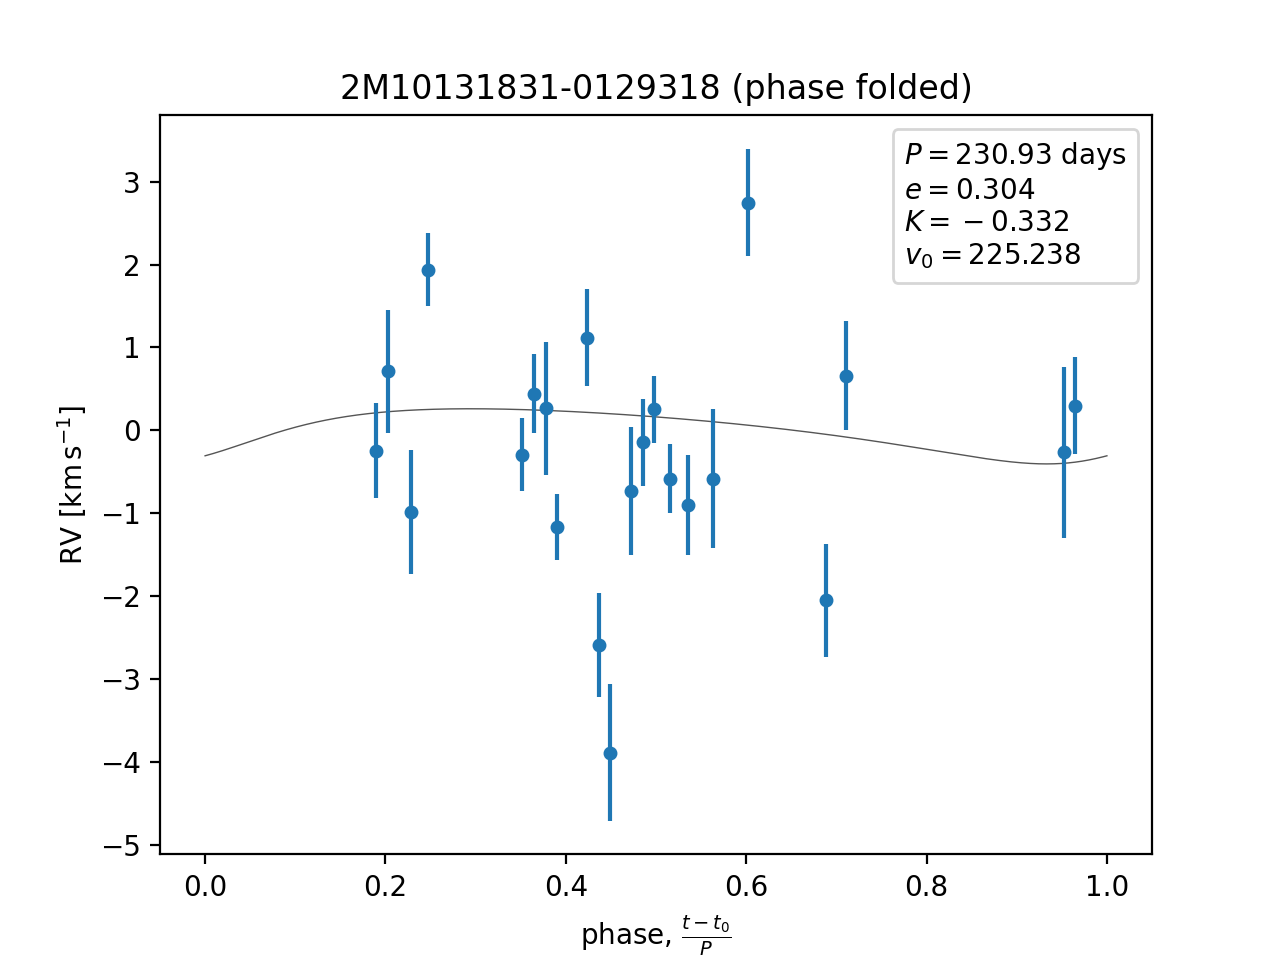 2M10131831-0129318 (phase folded)
P = 230.93 days
e = 0.304
K = −0.332
v₀ = 225.238
3
2
1
0
−1
−2
−3
−4
−5
RV [km s⁻¹]
0.0 0.2 0.4 0.6 0.8 1.0
phase, (t − t₀)/P